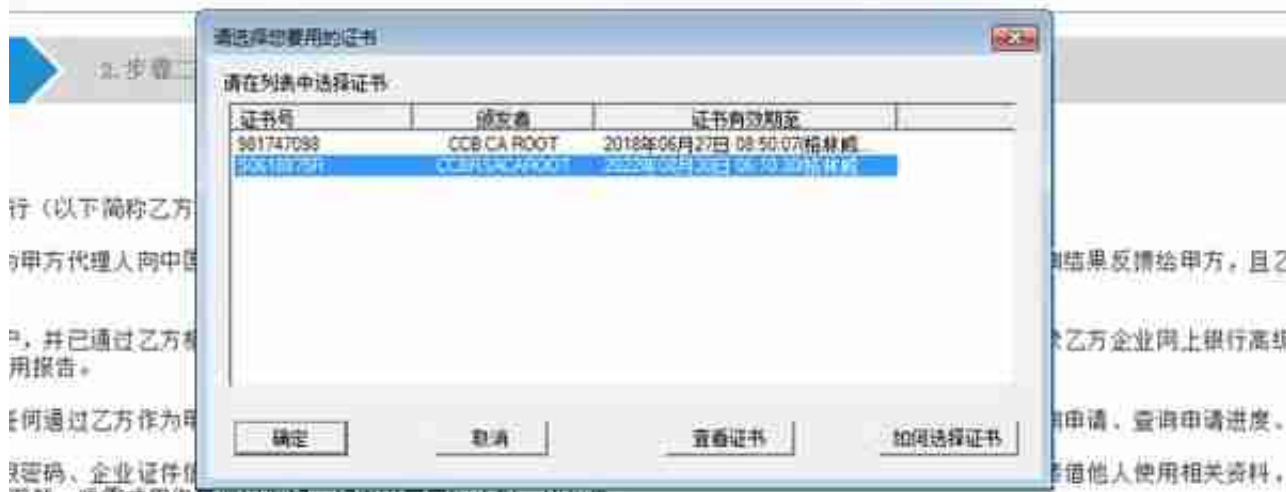 请选择您要用的证书
2.步骤二
请在列表中选择证书
证书号 颁发者 证书有效期至
981747098 CCB CA ROOT 2018年06月27日 08:50:07(格林威...
行（以下简称乙方
甲方代理人向中国 结果反馈给甲方，且乙
，并已通过乙方 乙方企业网上银行高级
用报告。
何通过乙方作为甲 申请、查询申请进度、
确定 取消 查看证书 如何选择证书
密码、企业证件信 借他人使用相关资料，